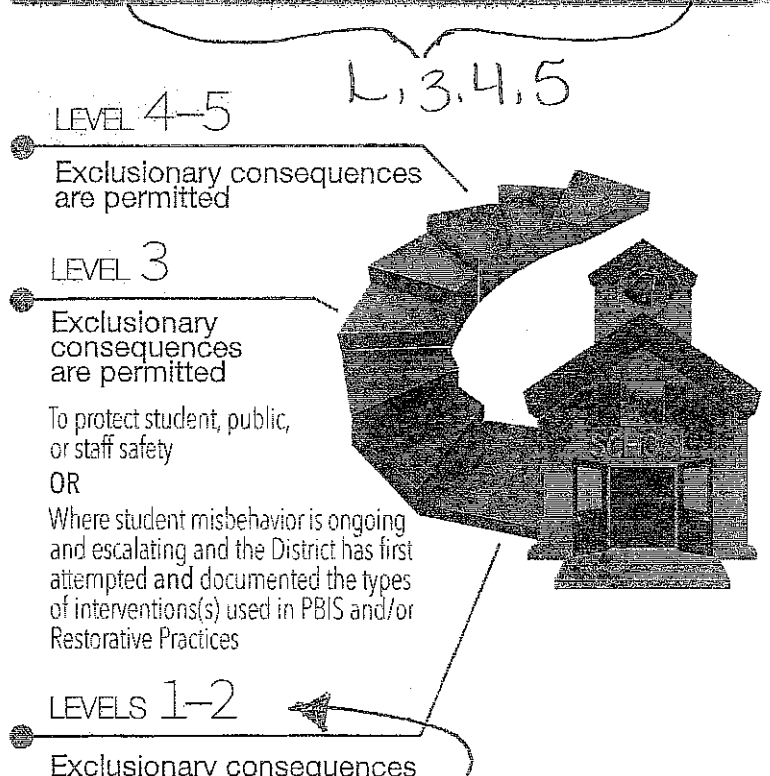 L, 3, 4, 5
LEVEL 4-5
Exclusionary consequences
are permitted
LEVEL 3
Exclusionary
consequences
are permitted
To protect student, public,
or staff safety
OR
Where student misbehavior is ongoing
and escalating and the District has first
attempted and documented the types
of interventions(s) used in PBIS and/or
Restorative Practices
SCHOOL
LEVELS 1-2
Exclusionary consequences